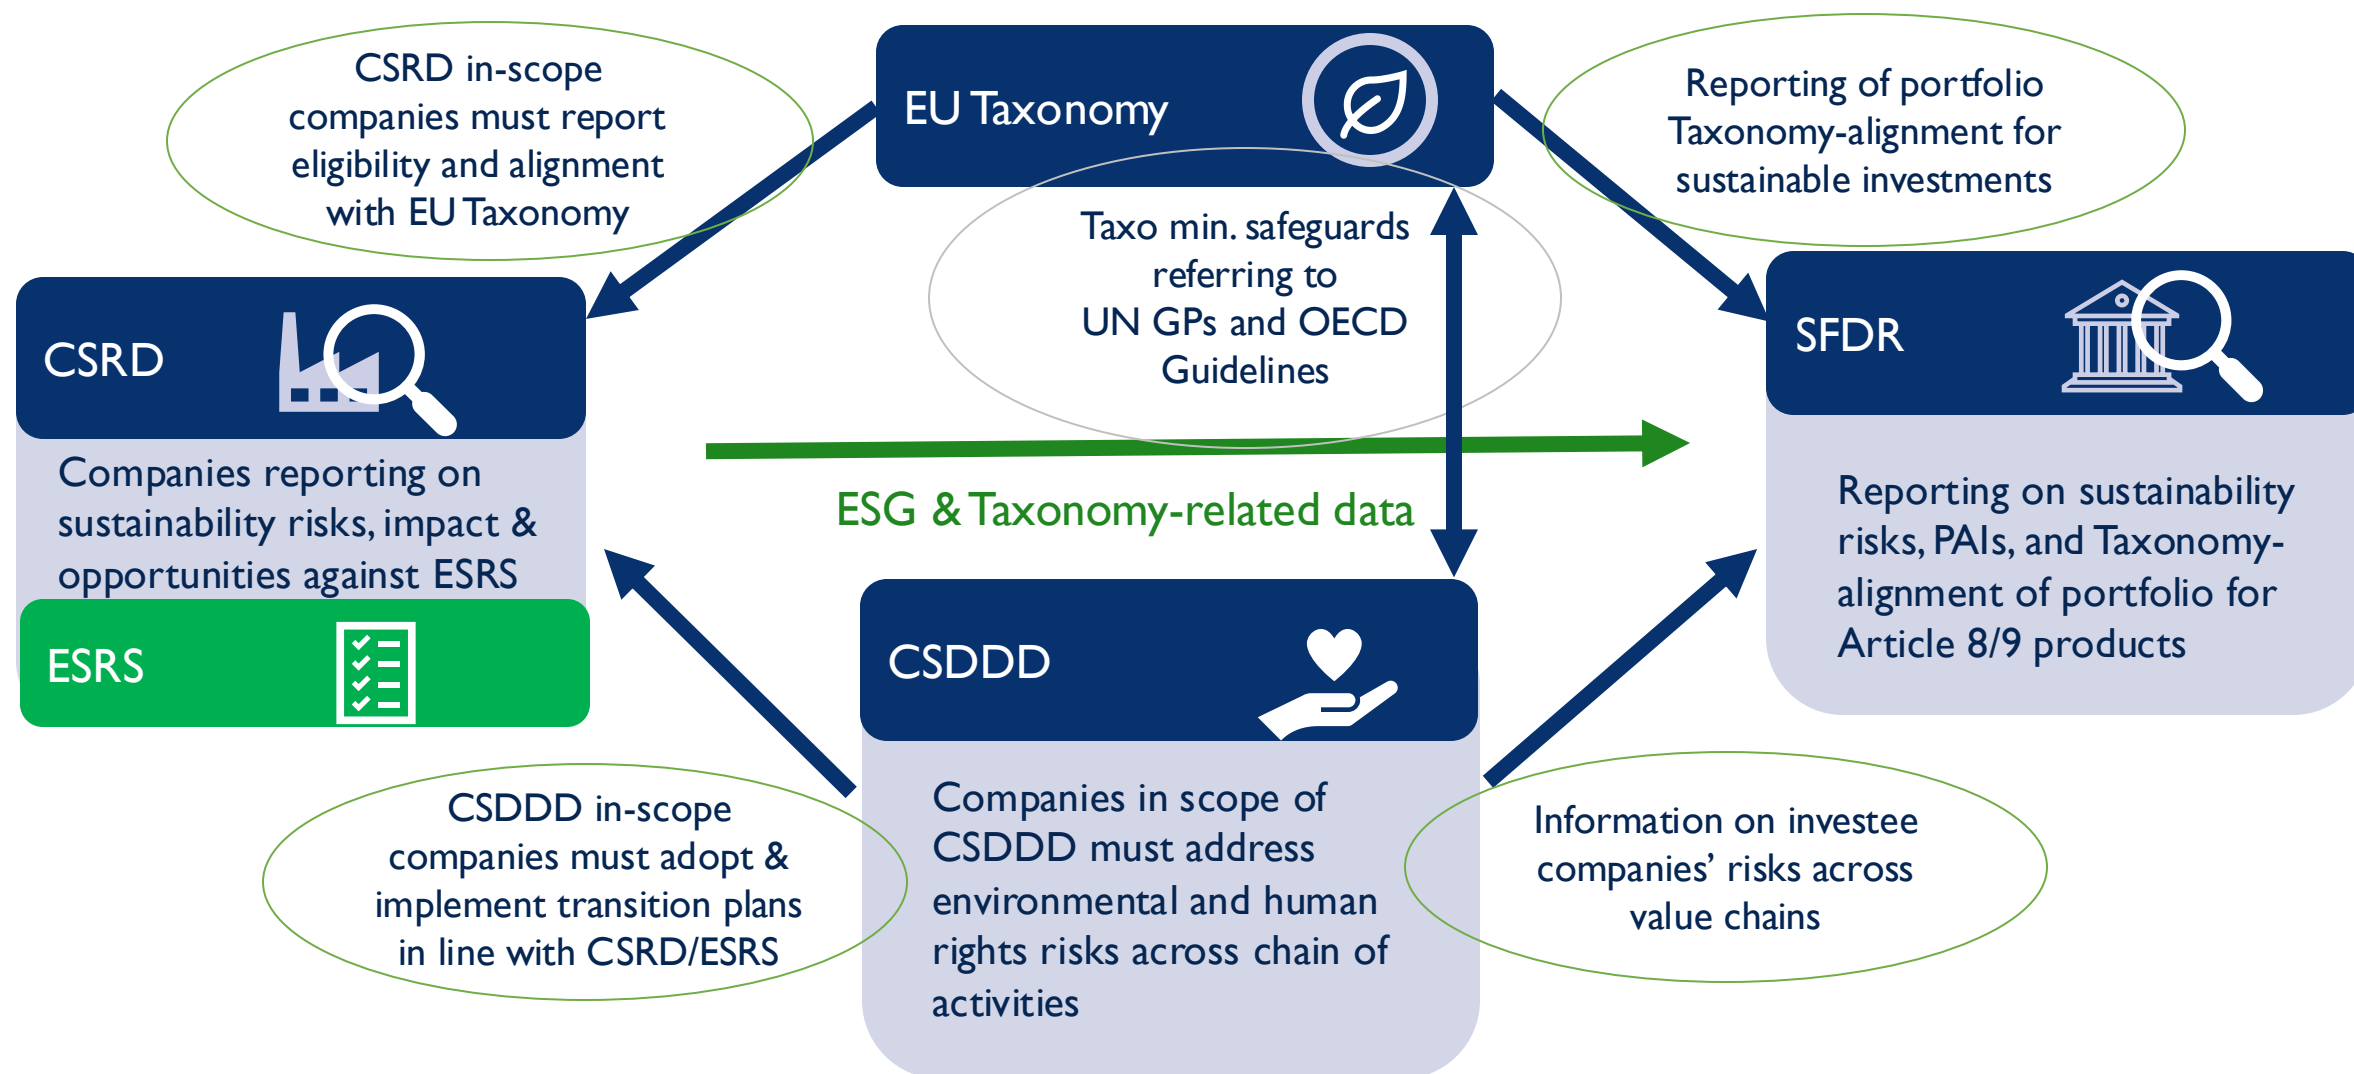 CSRD in-scope
companies must report
eligibility and alignment
with EU Taxonomy
EU Taxonomy
Reporting of portfolio
Taxonomy-alignment for
sustainable investments
Taxo min. safeguards
referring to
UN GPs and OECD
Guidelines
CSRD
Companies reporting on
sustainability risks, impact &
opportunities against ESRS
ESRS
ESG & Taxonomy-related data
SFDR
Reporting on sustainability
risks, PAIs, and Taxonomy-
alignment of portfolio for
Article 8/9 products
CSDDD
Companies in scope of
CSDDD must address
environmental and human
rights risks across chain of
activities
CSDDD in-scope
companies must adopt &
implement transition plans
in line with CSRD/ESRS
Information on investee
companies’ risks across
value chains